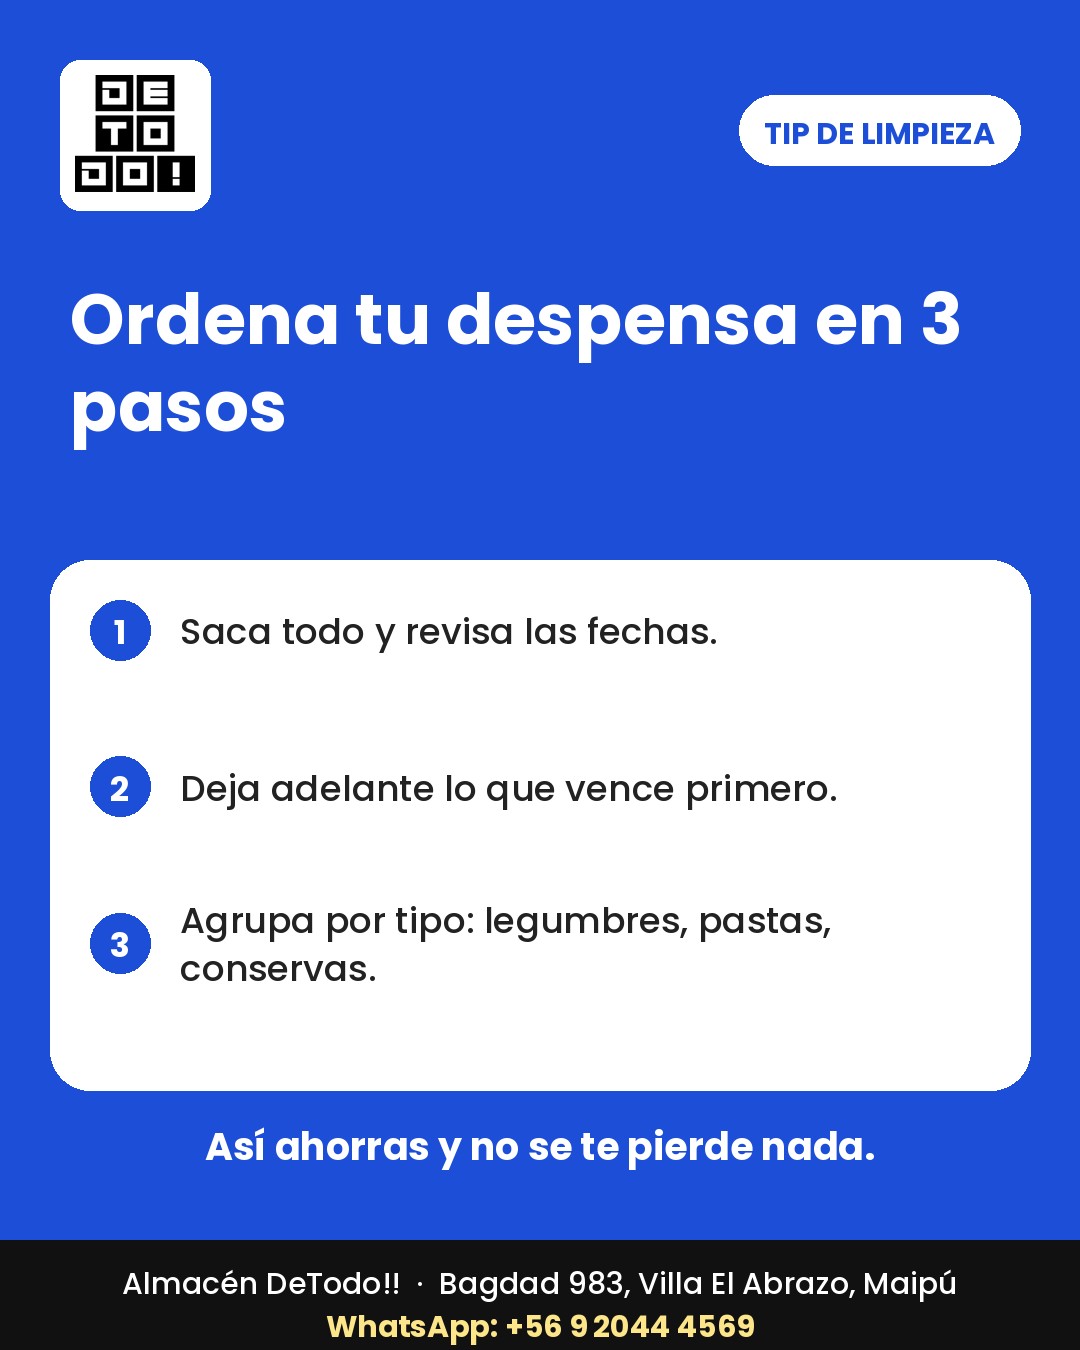 DE
TO
DO!
TIP DE LIMPIEZA
Ordena tu despensa en 3
pasos
1 Saca todo y revisa las fechas.
2 Deja adelante lo que vence primero.
3 Agrupa por tipo: legumbres, pastas,
conservas.
Así ahorras y no se te pierde nada.
Almacén DeTodo!! · Bagdad 983, Villa El Abrazo, Maipú
WhatsApp: +56 9 2044 4569